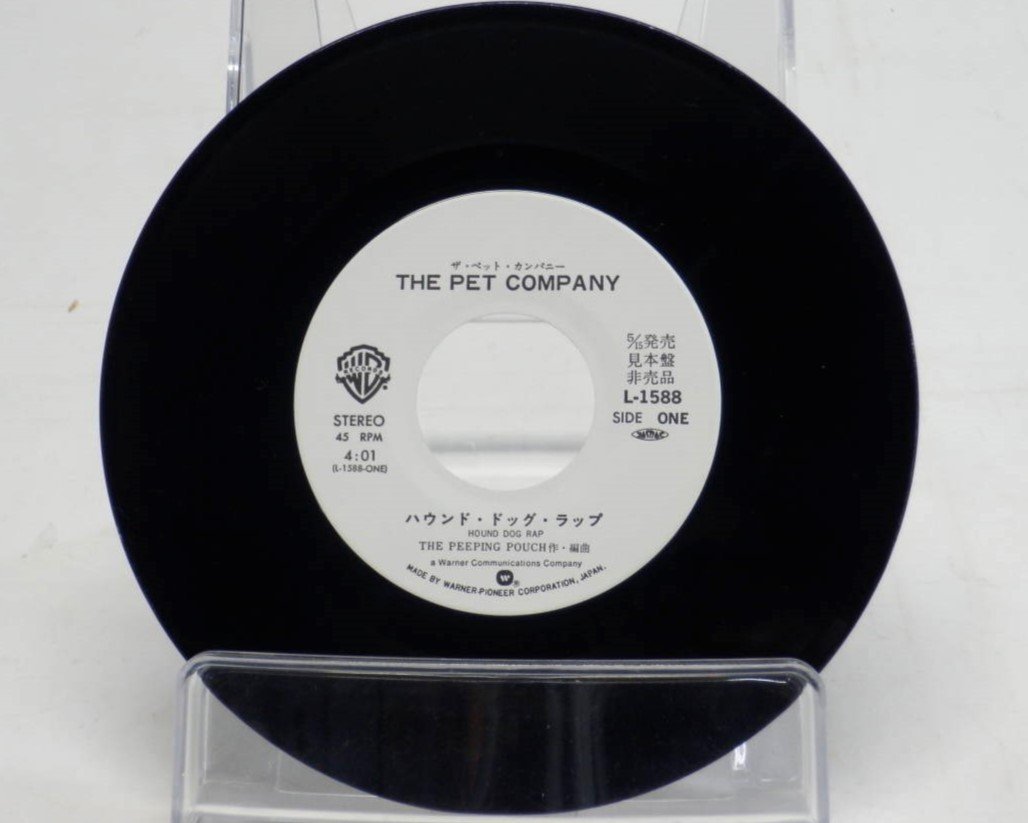 ザ・ペット・カンパニー
THE PET COMPANY
WB
RECORDS
STEREO
45 RPM
4:01
(L-1588-ONE)
5/15発売
見本盤
非売品
L-1588
SIDE ONE
ハウンド・ドッグ・ラップ
HOUND DOG RAP
THE PEEPING POUCH作・編曲
a Warner Communications Company
W®
MADE BY WARNER-PIONEER CORPORATION, JAPAN.